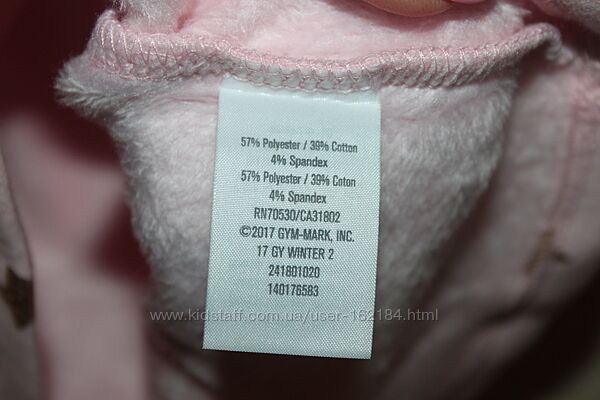 57% Polyester / 39% Cotton
4% Spandex
57% Polyester / 39% Coton
4% Spandex
RN70530/CA31802
©2017 GYM-MARK, INC.
17 GY WINTER 2
241801020
140176583
www.kidstaff.com.ua/user-162184.html